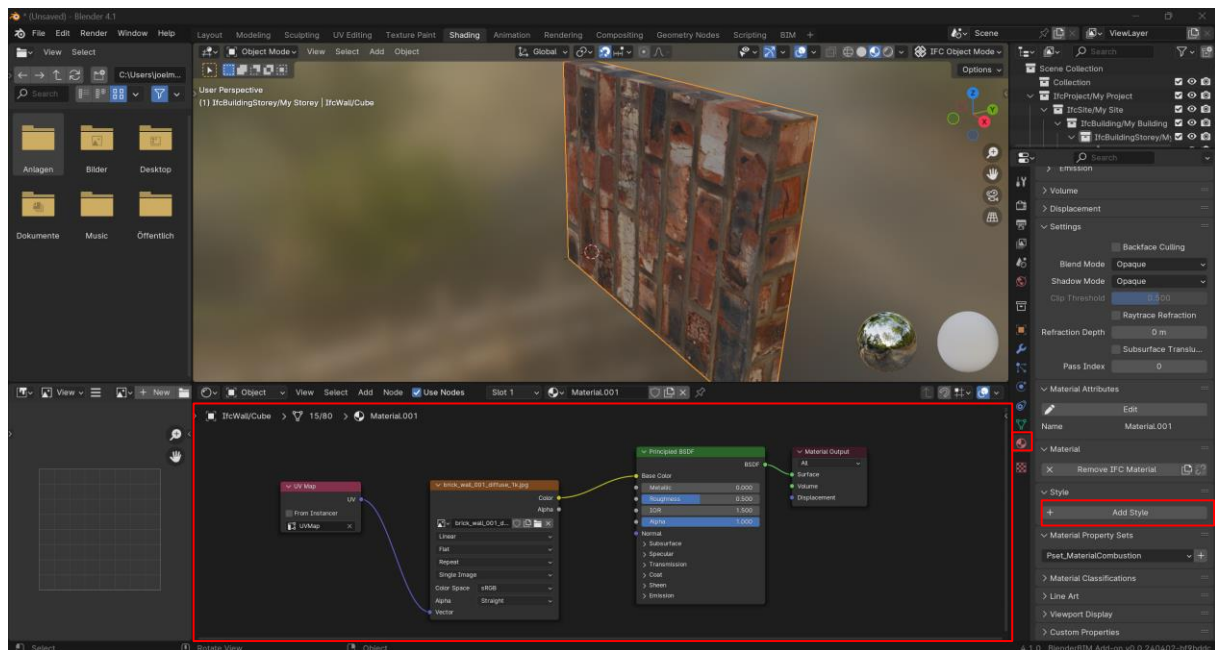 * (Unsaved) - Blender 4.1
File Edit Render Window Help
Layout Modeling Sculpting UV Editing Texture Paint Shading Animation Rendering Compositing Geometry Nodes Scripting BIM +
Scene
ViewLayer
View Select
Object Mode View Select Add Object
Global
IFC Object Mode
Search
C:\Users\joelm...
Options
Search
Anlagen Bilder Desktop
Dokumente Music Öffentlich
User Perspective
(1) IfcBuildingStorey/My Storey | IfcWall/Cube
Scene Collection
Collection
IfcProject/My Project
IfcSite/My Site
IfcBuilding/My Building
IfcBuildingStorey/My
Search
Emission
Volume
Displacement
Settings
Backface Culling
Blend Mode Opaque
Shadow Mode Opaque
Clip Threshold 0.500
Raytrace Refraction
Refraction Depth 0 m
Subsurface Translu...
Pass Index 0
Material Attributes
Edit
Name Material.001
Material
Remove IFC Material
Style
+ Add Style
Material Property Sets
Pset_MaterialCombustion
Material Classifications
Line Art
Viewport Display
Custom Properties
View + New
Object View Select Add Node Use Nodes Slot 1 Material.001
IfcWall/Cube > 15/80 > Material.001
UV Map
UV
From Instancer
UVMap
brick_wall_001_diffuse_1k.jpg
Color
Alpha
brick_wall_001_d...
Linear
Flat
Repeat
Single Image
Color Space sRGB
Alpha Straight
Vector
Principled BSDF
BSDF
Base Color
Metallic 0.000
Roughness 0.500
IOR 1.500
Alpha 1.000
Normal
Subsurface
Specular
Transmission
Coat
Sheen
Emission
Material Output
All
Surface
Volume
Displacement
Select Rotate View Object